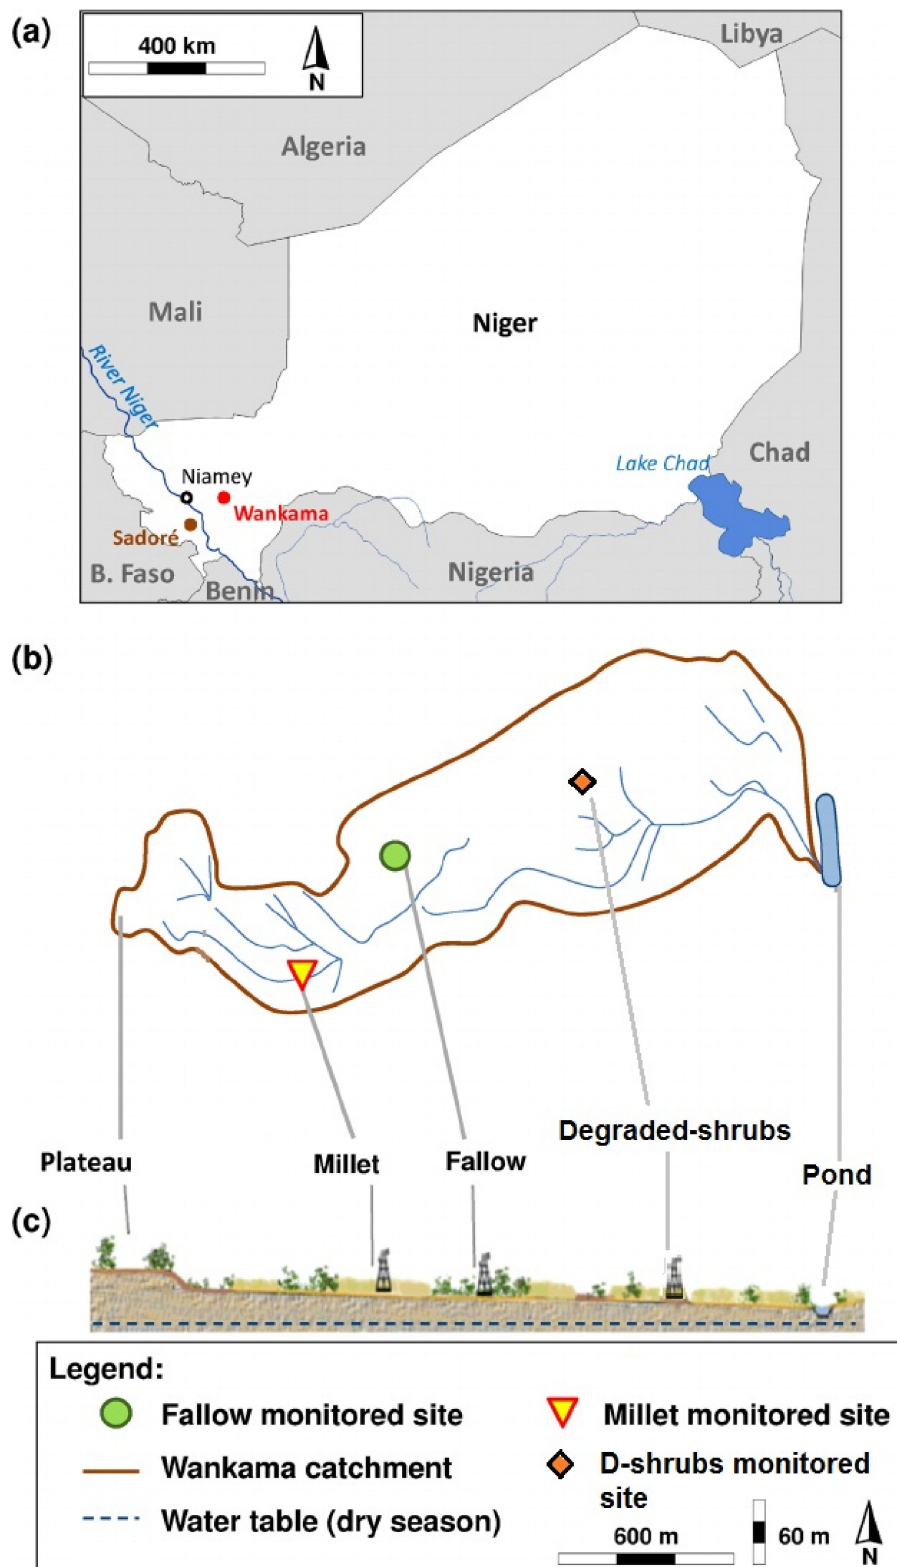 (a)
400 km
N
Libya
Algeria
Mali
Niger
River Niger
Chad
Lake Chad
Niamey
Wankama
Sadoré
B. Faso
Nigeria
Benin
(b)
Degraded-shrubs
Plateau
Millet
Fallow
Pond
(c)
Legend:
Fallow monitored site
Millet monitored site
Wankama catchment
D-shrubs monitored
site
Water table (dry season)
600 m
60 m
N